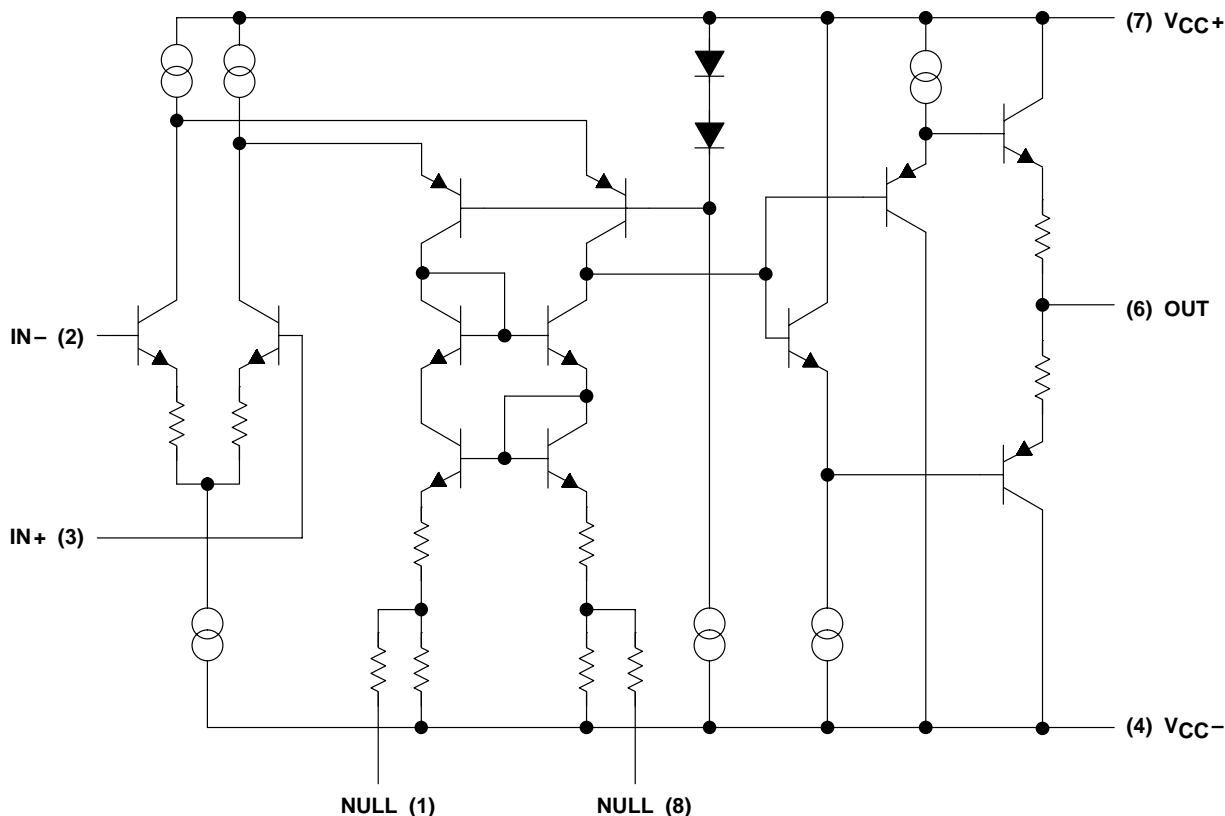 (7) VCC+
IN− (2)
(6) OUT
IN+ (3)
(4) VCC−
NULL (1)
NULL (8)